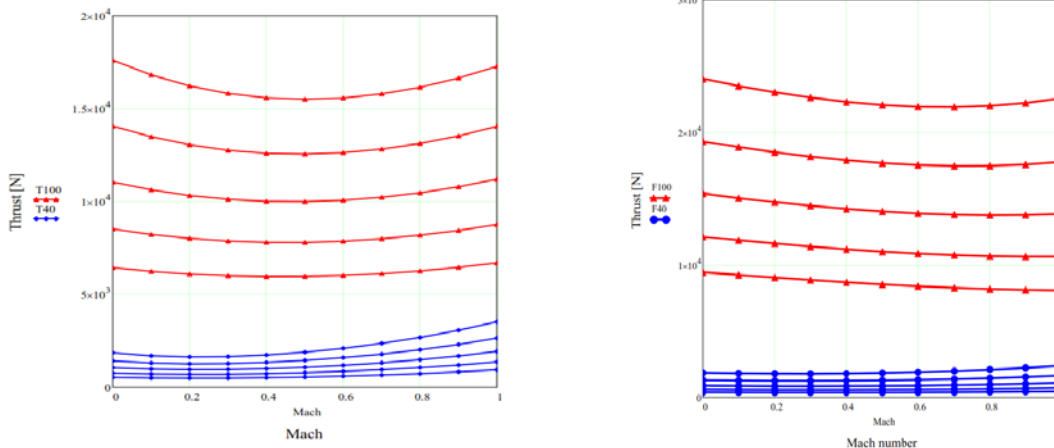 2×10⁴
1.5×10⁴
1×10⁴
5×10³
0
Thrust [N]
T100
T40
0 0.2 0.4 0.6 0.8 1
Mach
Mach
2×10⁴
1×10⁴
0
Thrust [N]
F100
F40
0 0.2 0.4 0.6 0.8
Mach
Mach number